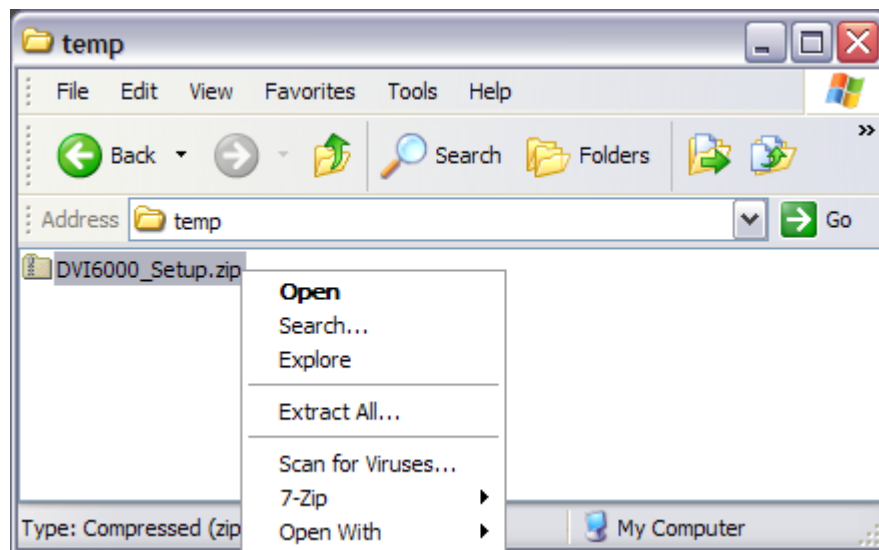 temp
File Edit View Favorites Tools Help
Back Search Folders »
Address temp Go
DVI6000_Setup.zip
Open
Search...
Explore
Extract All...
Scan for Viruses...
7-Zip
Open With
Type: Compressed (zip My Computer